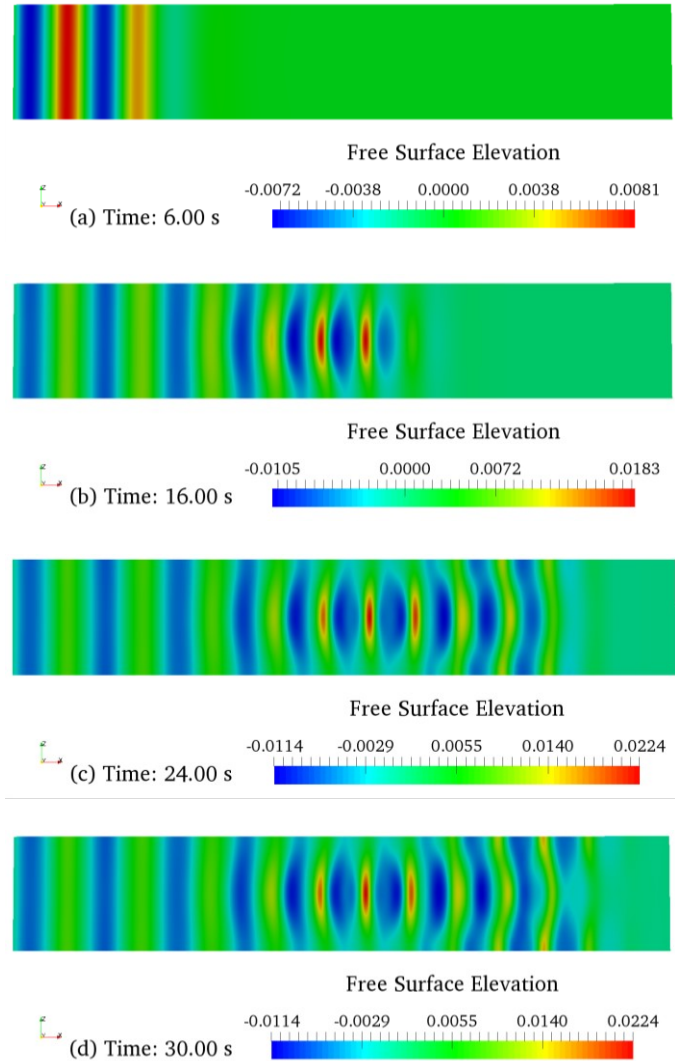 Free Surface Elevation
-0.0072 -0.0038 0.0000 0.0038 0.0081
(a) Time: 6.00 s
Free Surface Elevation
-0.0105 0.0000 0.0072 0.0183
(b) Time: 16.00 s
Free Surface Elevation
-0.0114 -0.0029 0.0055 0.0140 0.0224
(c) Time: 24.00 s
Free Surface Elevation
-0.0114 -0.0029 0.0055 0.0140 0.0224
(d) Time: 30.00 s